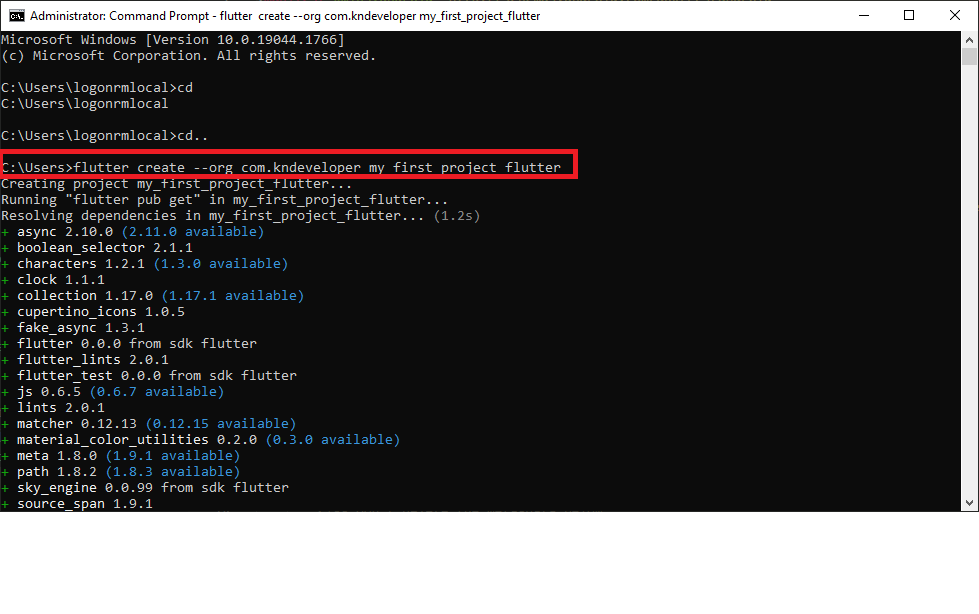 Administrator: Command Prompt - flutter  create --org com.kndeveloper my_first_project_flutter
Microsoft Windows [Version 10.0.19044.1766]
(c) Microsoft Corporation. All rights reserved.
C:\Users\logonrmlocal>cd
C:\Users\logonrmlocal
C:\Users\logonrmlocal>cd..
C:\Users>flutter create --org com.kndeveloper my_first_project_flutter
Creating project my_first_project_flutter...
Running "flutter pub get" in my_first_project_flutter...
Resolving dependencies in my_first_project_flutter... (1.2s)
+ async 2.10.0 (2.11.0 available)
+ boolean_selector 2.1.1
+ characters 1.2.1 (1.3.0 available)
+ clock 1.1.1
+ collection 1.17.0 (1.17.1 available)
+ cupertino_icons 1.0.5
+ fake_async 1.3.1
+ flutter 0.0.0 from sdk flutter
+ flutter_lints 2.0.1
+ flutter_test 0.0.0 from sdk flutter
+ js 0.6.5 (0.6.7 available)
+ lints 2.0.1
+ matcher 0.12.13 (0.12.15 available)
+ material_color_utilities 0.2.0 (0.3.0 available)
+ meta 1.8.0 (1.9.1 available)
+ path 1.8.2 (1.8.3 available)
+ sky_engine 0.0.99 from sdk flutter
+ source_span 1.9.1